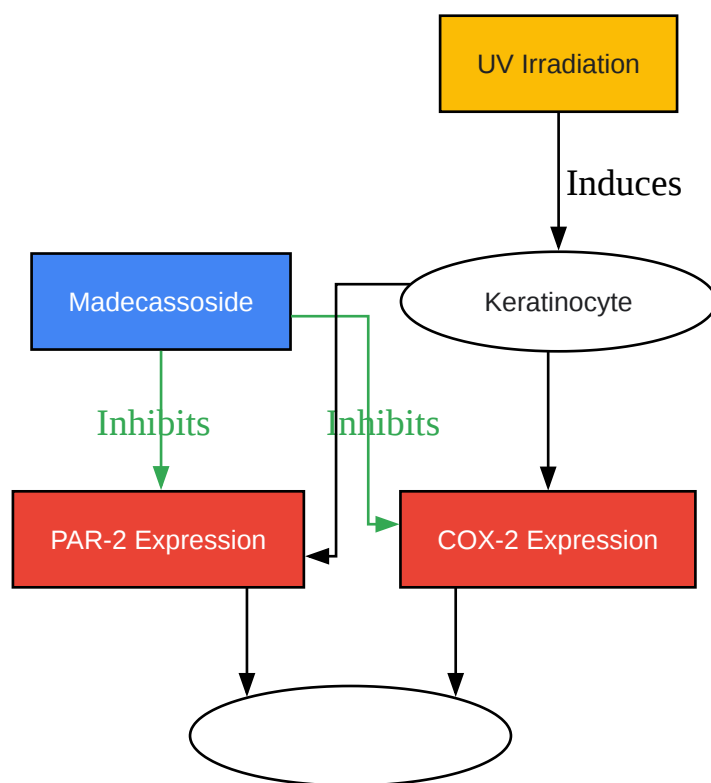 UV Irradiation
Induces
Madecassoside
Keratinocyte
Inhibits
Inhibits
PAR-2 Expression
COX-2 Expression